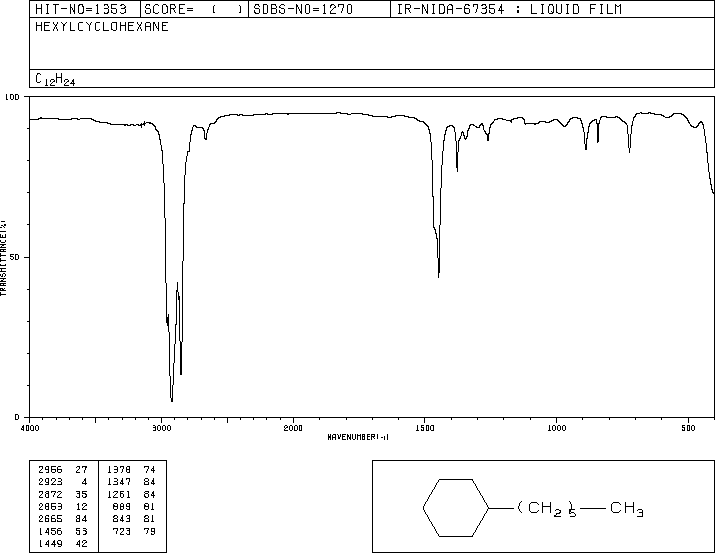 HIT-NO=1353 SCORE= ( ) SDBS-NO=1270 IR-NIDA-67354 : LIQUID FILM
HEXYLCYCLOHEXANE
C12H24
100
50
0
TRANSMITTANCE(%)
4000 3000 2000 1500 1000 500
WAVENUMBER(-1)
2956 27 1378 74
2923 4 1347 84
2872 35 1261 84
2853 12 889 81
2665 84 843 81
1456 53 723 79
1449 42
(CH2)5 CH3